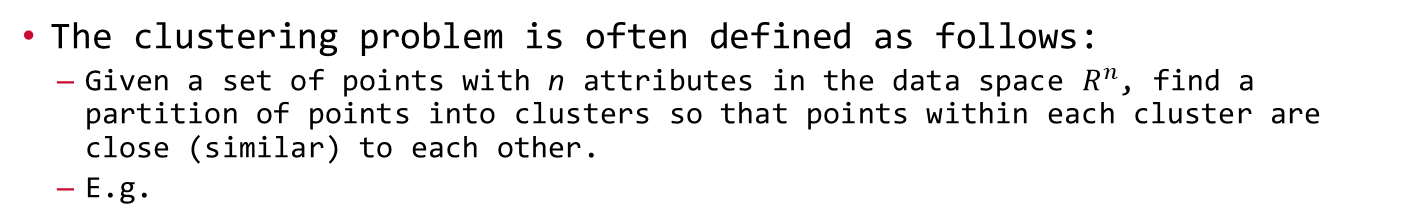 • The clustering problem is often defined as follows:
– Given a set of points with n attributes in the data space Rⁿ, find a
partition of points into clusters so that points within each cluster are
close (similar) to each other.
– E.g.